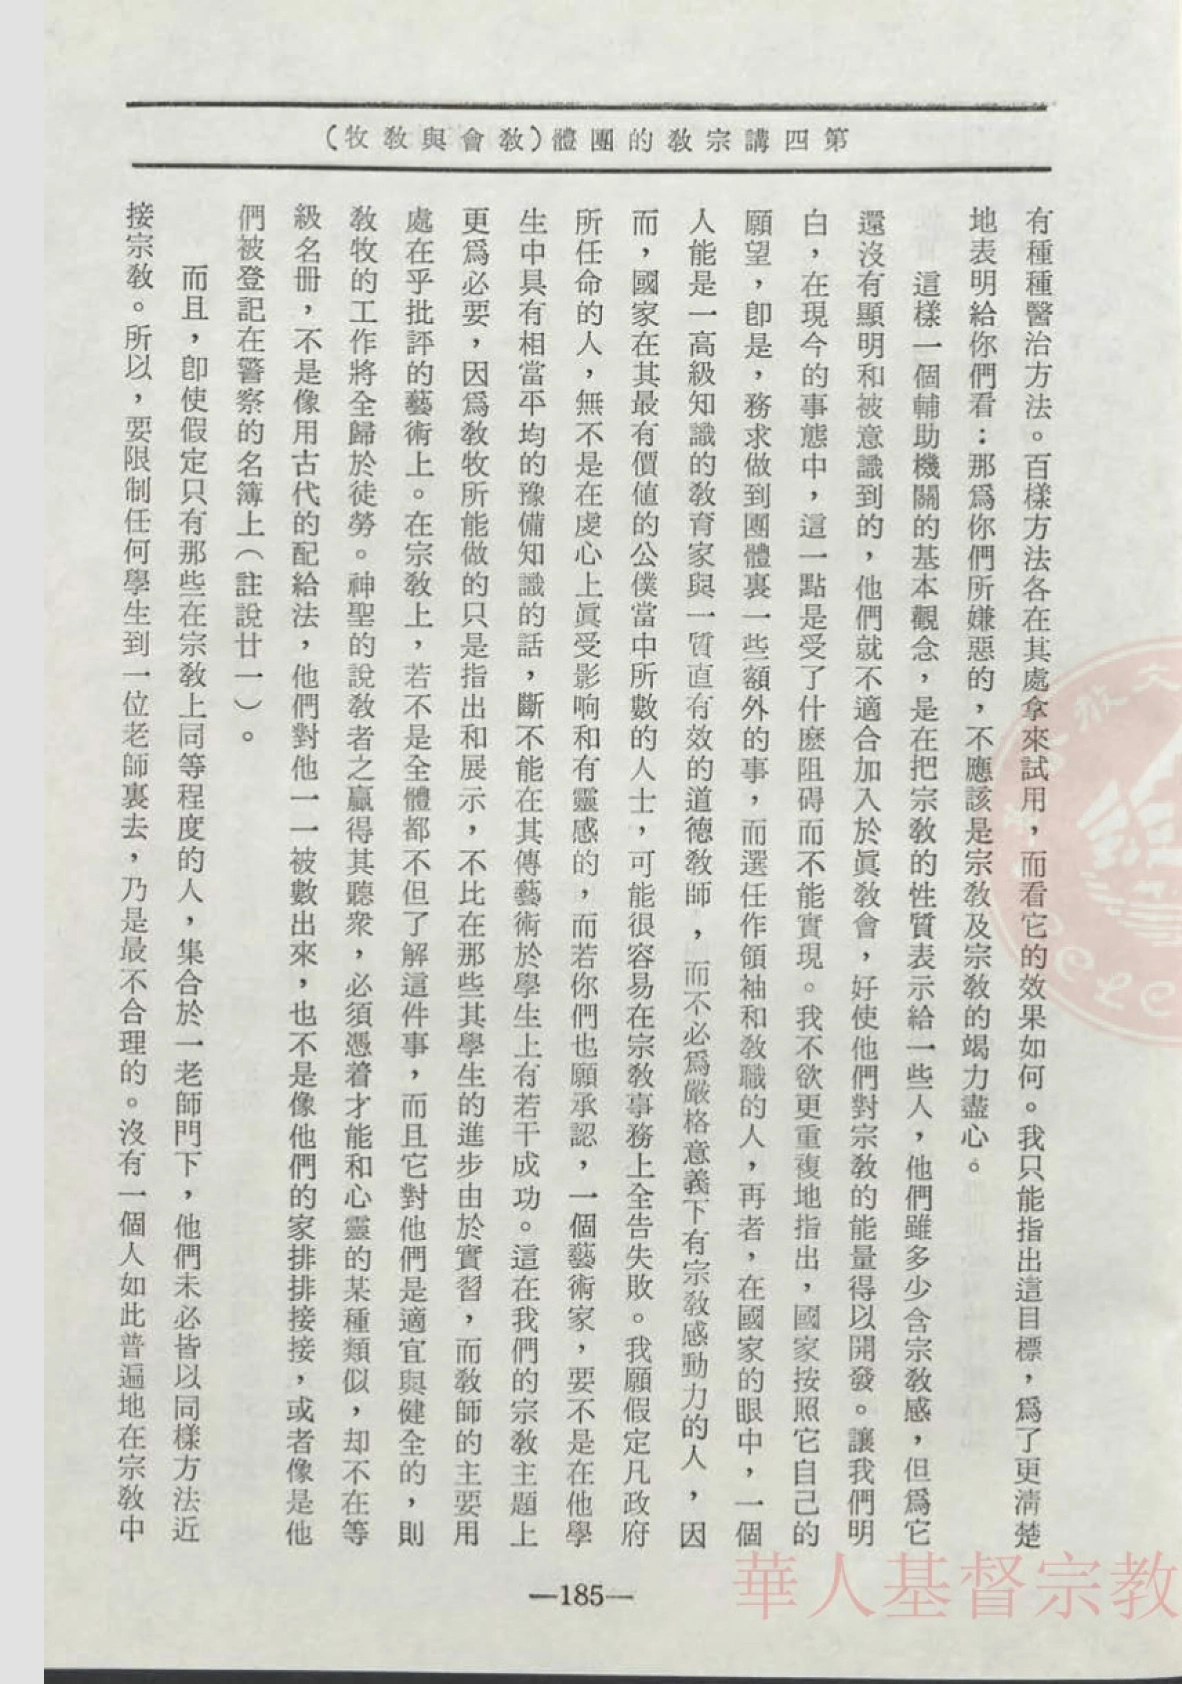 第四講宗教的團體（教會與教牧）
有種種醫治方法。百樣方法各在其處拿來試用，而看它的效果如何。我只能指出這目標，爲了更淸楚
地表明給你們看：那爲你們所嫌惡的，不應該是宗教及宗教的竭力盡心。
這樣一個輔助機關的基本觀念，是在把宗教的性質表示給一些人，他們雖多少含宗教感，但爲它
還沒有顯明和被意識到的，他們就不適合加入於眞教會，好使他們對宗教的能量得以開發。讓我們明
白，在現今的事態中，這一點是受了什麽阻碍而不能實現。我不欲更重複地指出，國家按照它自己的
願望，卽是，務求做到團體裏一些額外的事，而選任作領袖和教職的人，再者，在國家的眼中，一個
人能是一高級知識的教育家與一質直有效的道德教師，而不必爲嚴格意義下有宗教感動力的人，因
而，國家在其最有價値的公僕當中所數的人士，可能很容易在宗教事務上全告失敗。我願假定凡政府
所任命的人，無不是在虔心上眞受影响和有靈感的，而若你們也願承認，一個藝術家，要不是在他學
生中具有相當平均的豫備知識的話，斷不能在其傳藝術於學生上有若干成功。這在我們的宗教主題上
更爲必要，因爲教牧所能做的只是指出和展示，不比在那些其學生的進步由於實習，而教師的主要用
處在乎批評的藝術上。在宗教上，若不是全體都不但了解這件事，而且它對他們是適宜與健全的，則
教牧的工作將全歸於徒勞。神聖的說教者之贏得其聽衆，必須憑着才能和心靈的某種類似，却不在等
級名冊，不是像用古代的配給法，他們對他一一被數出來，也不是像他們的家排排接接，或者像是他
們被登記在警察的名簿上（註說廿一）。
而且，卽使假定只有那些在宗教上同等程度的人，集合於一老師門下，他們未必皆以同樣方法近
接宗教。所以，要限制任何學生到一位老師裏去，乃是最不合理的。沒有一個人如此普遍地在宗教中
—185—
華人基督宗教